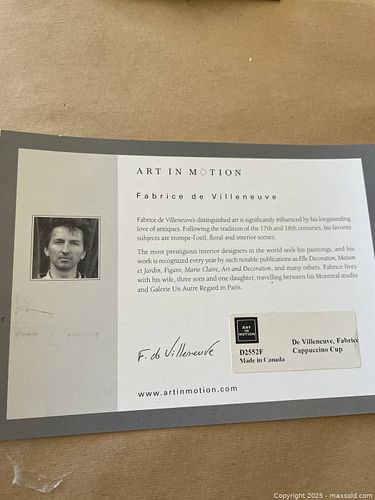 ART IN MOTION
Fabrice de Villeneuve
Fabrice de Villeneuve's distinguished art is significantly influenced by his longstanding
love of antiques. Following the tradition of the 17th and 18th centuries, his favorite
subjects are trompe-l'oeil, floral and interior scenes.
The most prestigious interior designers in the world seek his paintings, and his
work is recognized every year by such notable publications as Elle Decoration, Maison
et Jardin, Figaro, Marie Claire, Art and Decoration, and many others. Fabrice lives
with his wife, three sons and one daughter, travelling between his Montreal studio
and Galerie Un Autre Regard in Paris.
F. de Villeneuve
ART
IN
MOTION
De Villeneuve, Fabrice
D2552F Cappuccino Cup
Made in Canada
www.artinmotion.com
Copyright 2025 - maxsold.com